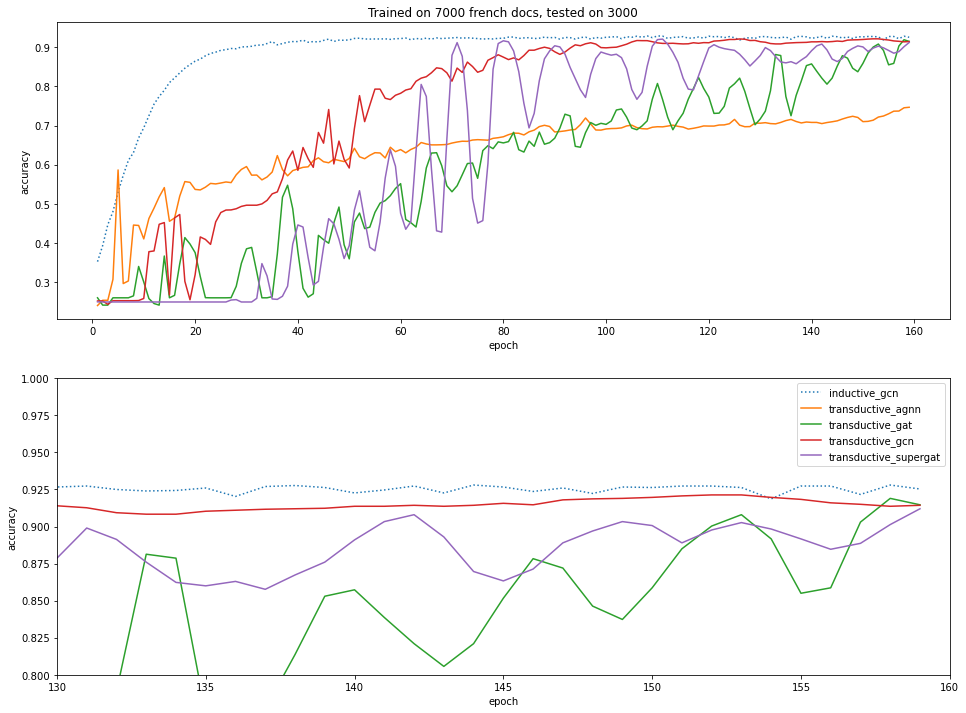 Trained on 7000 french docs, tested on 3000
accuracy
0.9
0.8
0.7
0.6
0.5
0.4
0.3
0 20 40 60 80 100 120 140 160
epoch
accuracy
1.000
0.975
0.950
0.925
0.900
0.875
0.850
0.825
0.800
inductive_gcn
transductive_agnn
transductive_gat
transductive_gcn
transductive_supergat
130 135 140 145 150 155 160
epoch